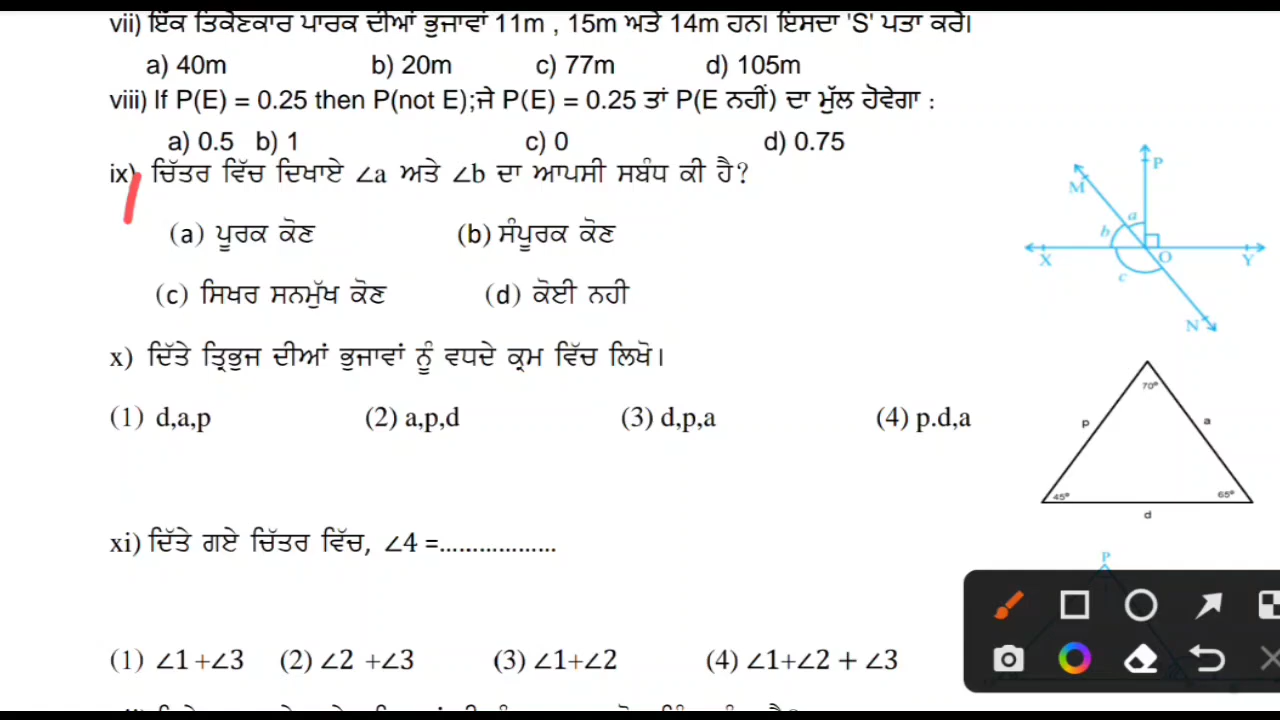 vii) ਇੱਕ ਤਿਕੋਣਕਾਰ ਪਾਰਕ ਦੀਆਂ ਭੁਜਾਵਾਂ 11m , 15m ਅਤੇ 14m ਹਨ। ਇਸਦਾ 'S' ਪਤਾ ਕਰੋ।
a) 40m b) 20m c) 77m d) 105m
viii) If P(E) = 0.25 then P(not E);ਜੇ P(E) = 0.25 ਤਾਂ P(E ਨਹੀਂ) ਦਾ ਮੁੱਲ ਹੋਵੇਗਾ :
a) 0.5 b) 1 c) 0 d) 0.75
ix) ਚਿੱਤਰ ਵਿੱਚ ਦਿਖਾਏ ∠a ਅਤੇ ∠b ਦਾ ਆਪਸੀ ਸਬੰਧ ਕੀ ਹੈ?
(a) ਪੂਰਕ ਕੋਣ (b) ਸੰਪੂਰਕ ਕੋਣ
(c) ਸਿਖਰ ਸਨਮੁੱਖ ਕੋਣ (d) ਕੋਈ ਨਹੀ
M P
a
b
X O Y
c
N
x) ਦਿੱਤੇ ਤ੍ਰਿਭੁਜ ਦੀਆਂ ਭੁਜਾਵਾਂ ਨੂੰ ਵਧਦੇ ਕ੍ਰਮ ਵਿੱਚ ਲਿਖੋ।
(1) d,a,p (2) a,p,d (3) d,p,a (4) p.d,a
70°
p a
45° 65°
d
xi) ਦਿੱਤੇ ਗਏ ਚਿੱਤਰ ਵਿੱਚ, ∠4 =..................
P
(1) ∠1 +∠3 (2) ∠2 +∠3 (3) ∠1+∠2 (4) ∠1+∠2 + ∠3